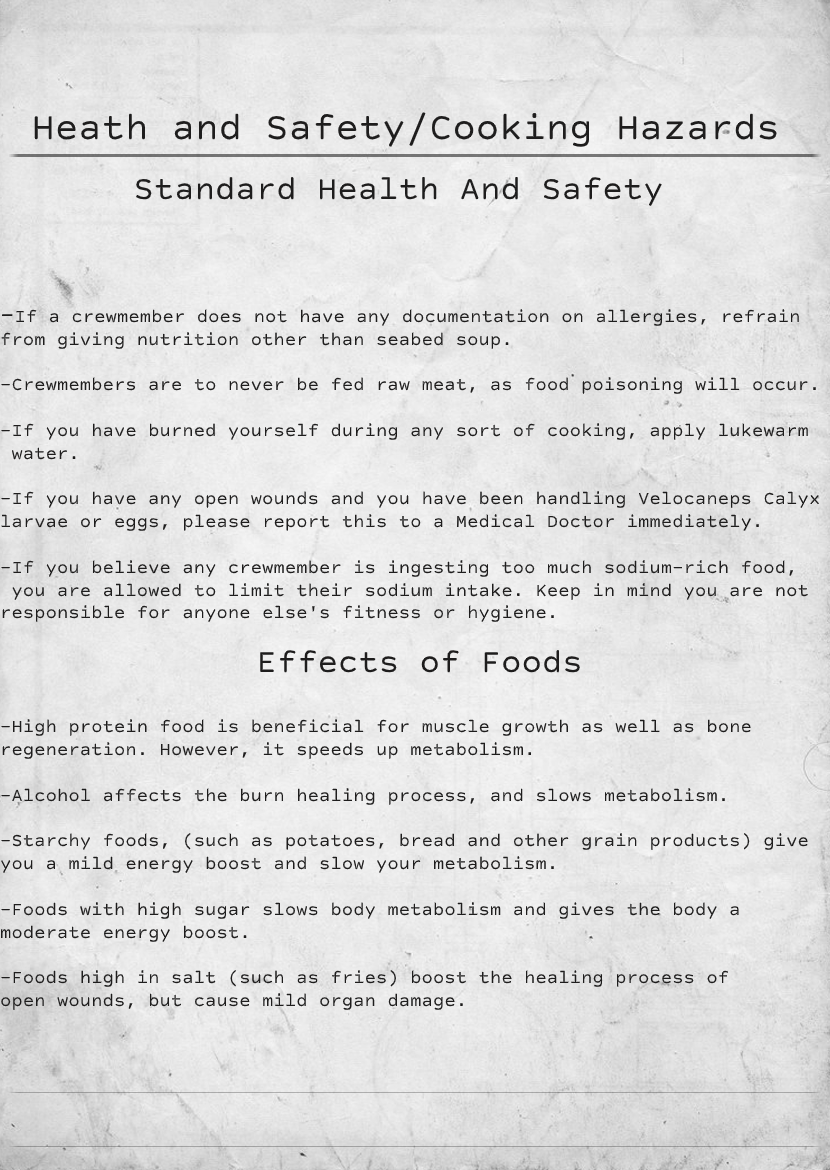 Heath and Safety/Cooking Hazards
Standard Health And Safety
-If a crewmember does not have any documentation on allergies, refrain
from giving nutrition other than seabed soup.
-Crewmembers are to never be fed raw meat, as food poisoning will occur.
-If you have burned yourself during any sort of cooking, apply lukewarm
water.
-If you have any open wounds and you have been handling Velocaneps Calyx
larvae or eggs, please report this to a Medical Doctor immediately.
-If you believe any crewmember is ingesting too much sodium-rich food,
you are allowed to limit their sodium intake. Keep in mind you are not
responsible for anyone else's fitness or hygiene.
Effects of Foods
-High protein food is beneficial for muscle growth as well as bone
regeneration. However, it speeds up metabolism.
-Alcohol affects the burn healing process, and slows metabolism.
-Starchy foods, (such as potatoes, bread and other grain products) give
you a mild energy boost and slow your metabolism.
-Foods with high sugar slows body metabolism and gives the body a
moderate energy boost.
-Foods high in salt (such as fries) boost the healing process of
open wounds, but cause mild organ damage.